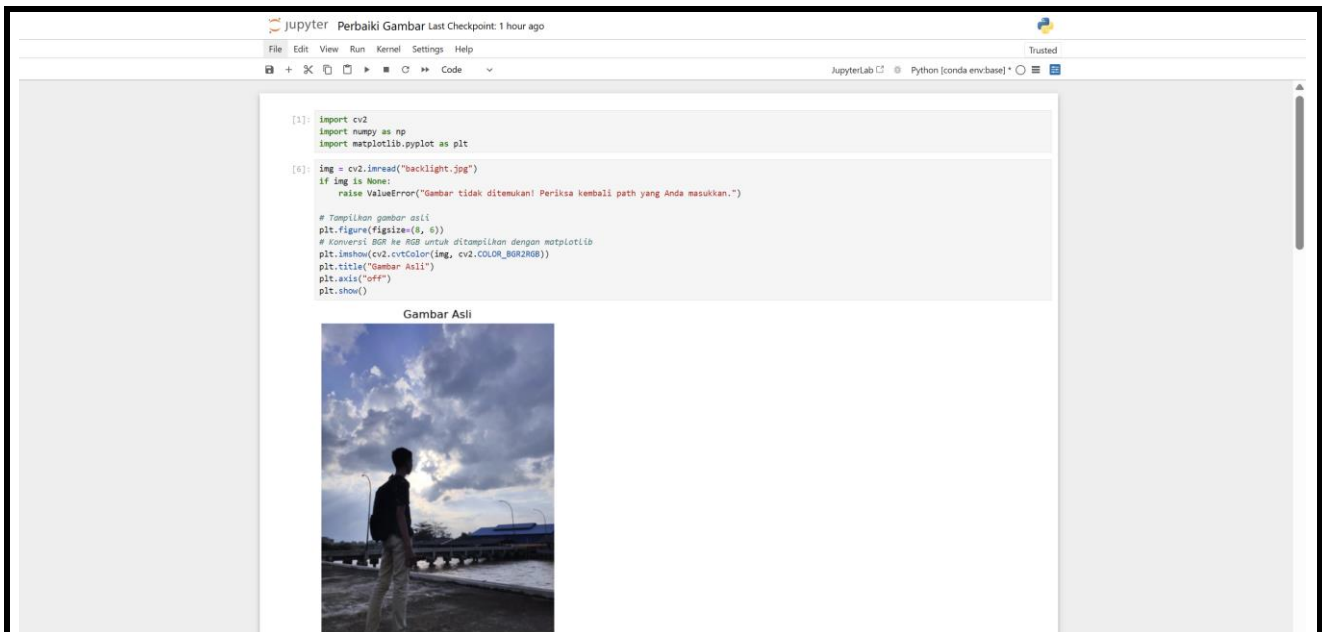 jupyter Perbaiki Gambar Last Checkpoint: 1 hour ago
File Edit View Run Kernel Settings Help
Trusted
Code
JupyterLab Python [conda env:base] *
[1]: import cv2
import numpy as np
import matplotlib.pyplot as plt
[6]: img = cv2.imread("backlight.jpg")
if img is None:
    raise ValueError("Gambar tidak ditemukan! Periksa kembali path yang Anda masukkan.")
# Tampilkan gambar asli
plt.figure(figsize=(8, 6))
# Konversi BGR ke RGB untuk ditampilkan dengan matplotlib
plt.imshow(cv2.cvtColor(img, cv2.COLOR_BGR2RGB))
plt.title("Gambar Asli")
plt.axis("off")
plt.show()
Gambar Asli